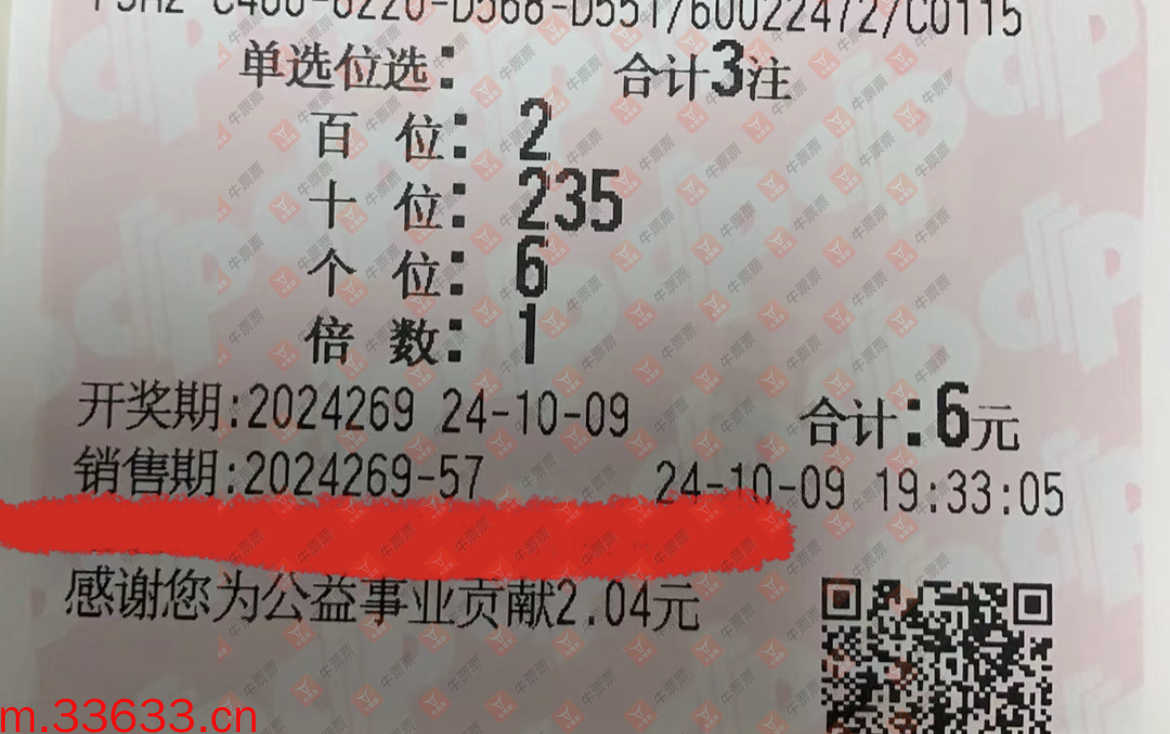 单选位选: 合计3注
百 位: 2
十 位: 235
个 位: 6
倍 数: 1
开奖期:2024269 24-10-09 合计:6元
销售期:2024269-57 24-10-09 19:33:05
感谢您为公益事业贡献2.04元
m.33633.cn
牛票票